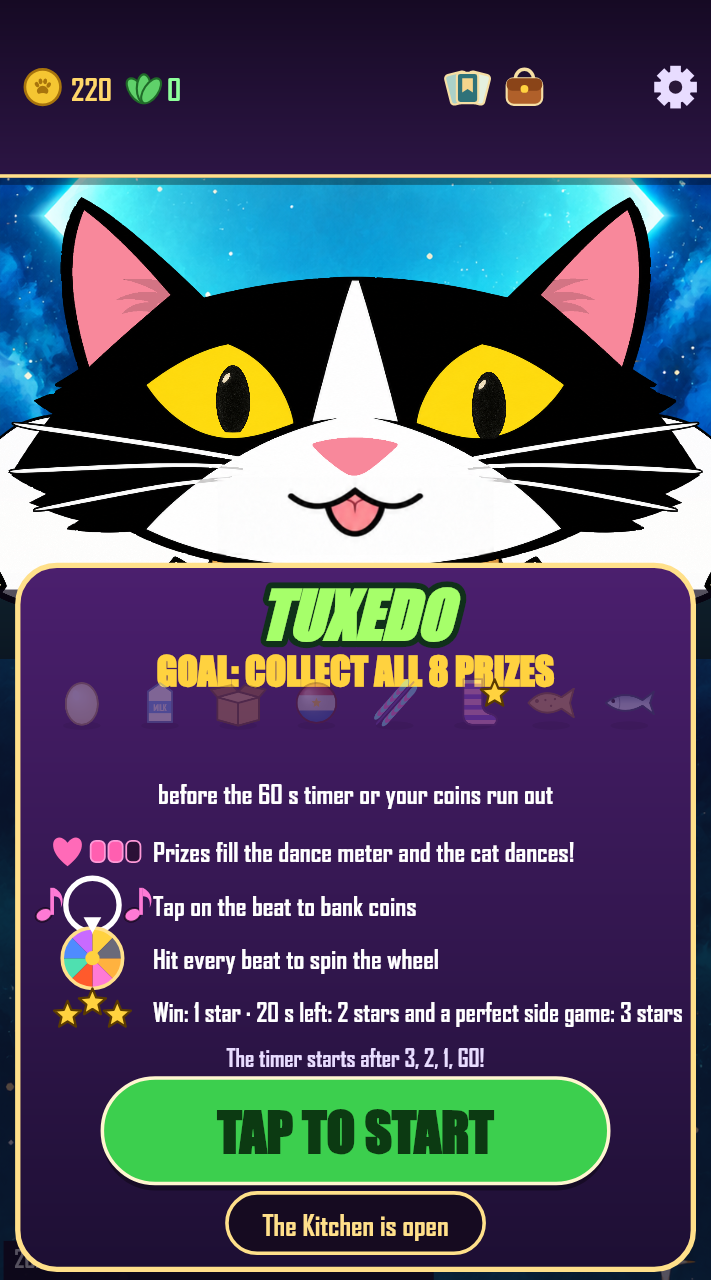 220
0
TUXEDO
GOAL: COLLECT ALL 8 PRIZES
MILK
before the 60 s timer or your coins run out
Prizes fill the dance meter and the cat dances!
Tap on the beat to bank coins
Hit every beat to spin the wheel
Win: 1 star · 20 s left: 2 stars and a perfect side game: 3 stars
The timer starts after 3, 2, 1, GO!
TAP TO START
The Kitchen is open